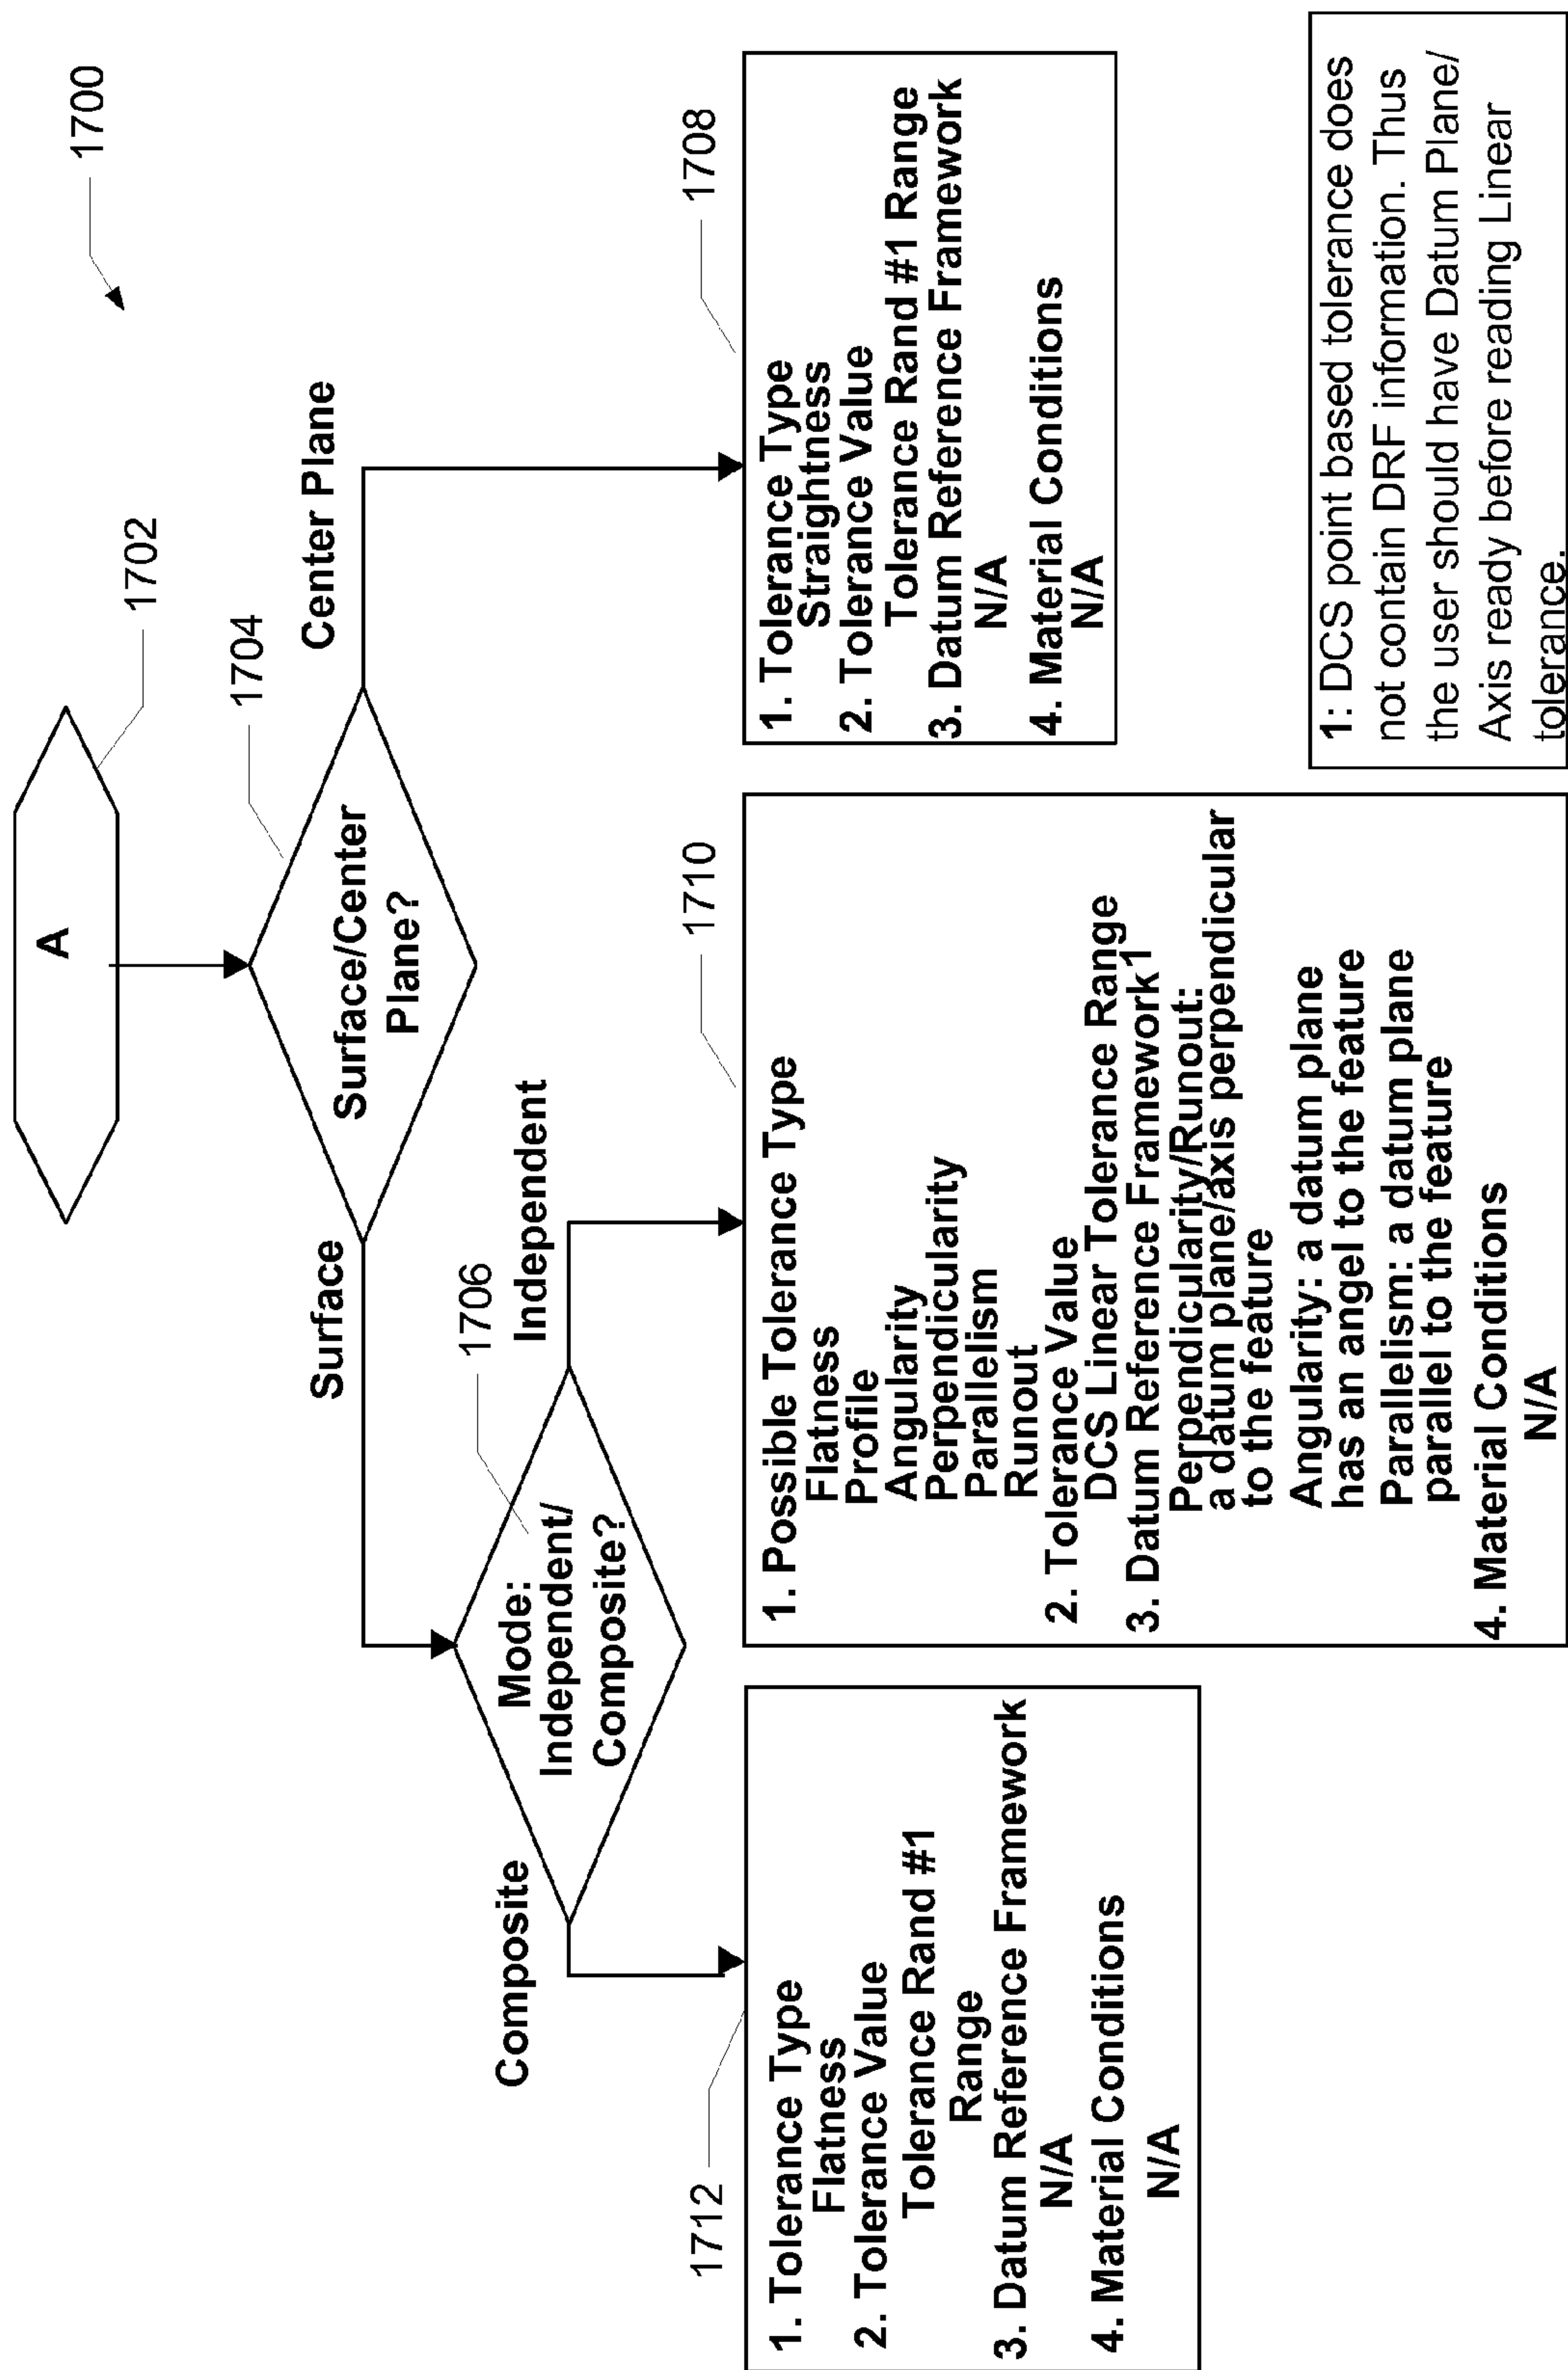 1700
A
1702
Surface/Center
Plane?
1704
Surface
Center Plane
Mode:
Independent/
Composite?
1706
Composite
Independent
1712
1. Tolerance Type
Flatness
2. Tolerance Value
Tolerance Rand #1
Range
3. Datum Reference Framework
N/A
4. Material Conditions
N/A
1710
1. Possible Tolerance Type
Flatness
Profile
Angularity
Perpendicularity
Parallelism
Runout
2. Tolerance Value
DCS Linear Tolerance Range
3. Datum Reference Framework1
Perpendicularity/Runout:
a datum plane/axis perpendicular
to the feature
Angularity: a datum plane
has an angel to the feature
Parallelism: a datum plane
parallel to the feature
4. Material Conditions
N/A
1708
1. Tolerance Type
Straightness
2. Tolerance Value
Tolerance Rand #1 Range
3. Datum Reference Framework
N/A
4. Material Conditions
N/A
1: DCS point based tolerance does
not contain DRF information. Thus
the user should have Datum Plane/
Axis ready before reading Linear
tolerance.